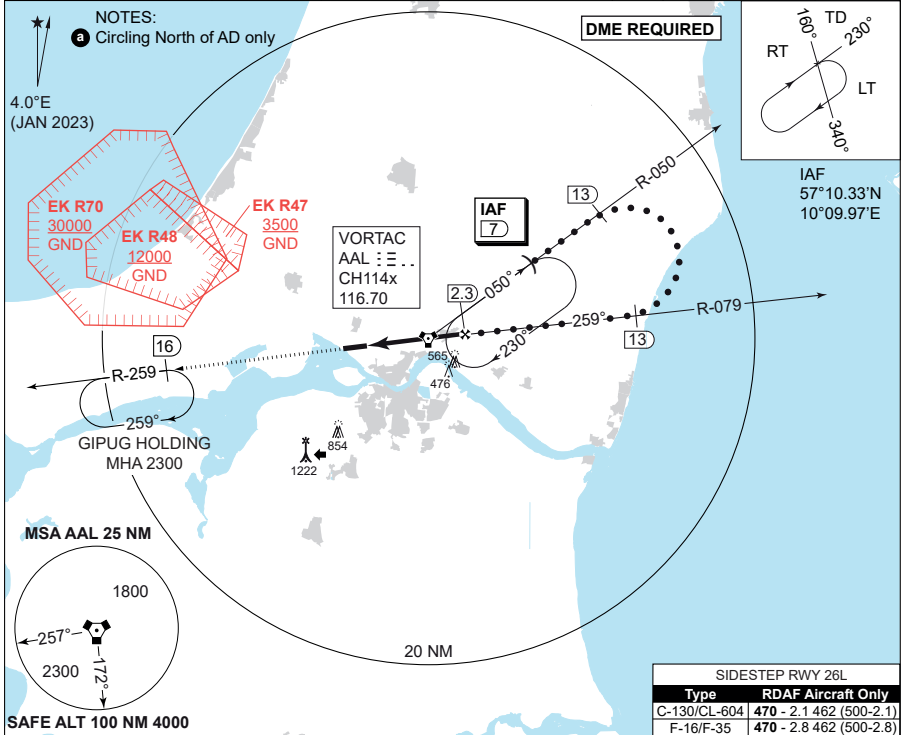 NOTES:
a Circling North of AD only
DME REQUIRED
4.0°E
(JAN 2023)
160°
TD
230°
RT
LT
340°
IAF
57°10.33'N
10°09.97'E
EK R70
30000
GND
EK R48
12000
GND
EK R47
3500
GND
VORTAC
AAL
CH114x
116.70
IAF
7
13
R-050
050°
2.3
259°
R-079
13
230°
565
476
16
R-259
259°
GIPUG HOLDING
MHA 2300
854
1222
MSA AAL 25 NM
1800
257°
2300
172°
SAFE ALT 100 NM 4000
20 NM
SIDESTEP RWY 26L
Type RDAF Aircraft Only
C-130/CL-604 470 - 2.1 462 (500-2.1)
F-16/F-35 470 - 2.8 462 (500-2.8)